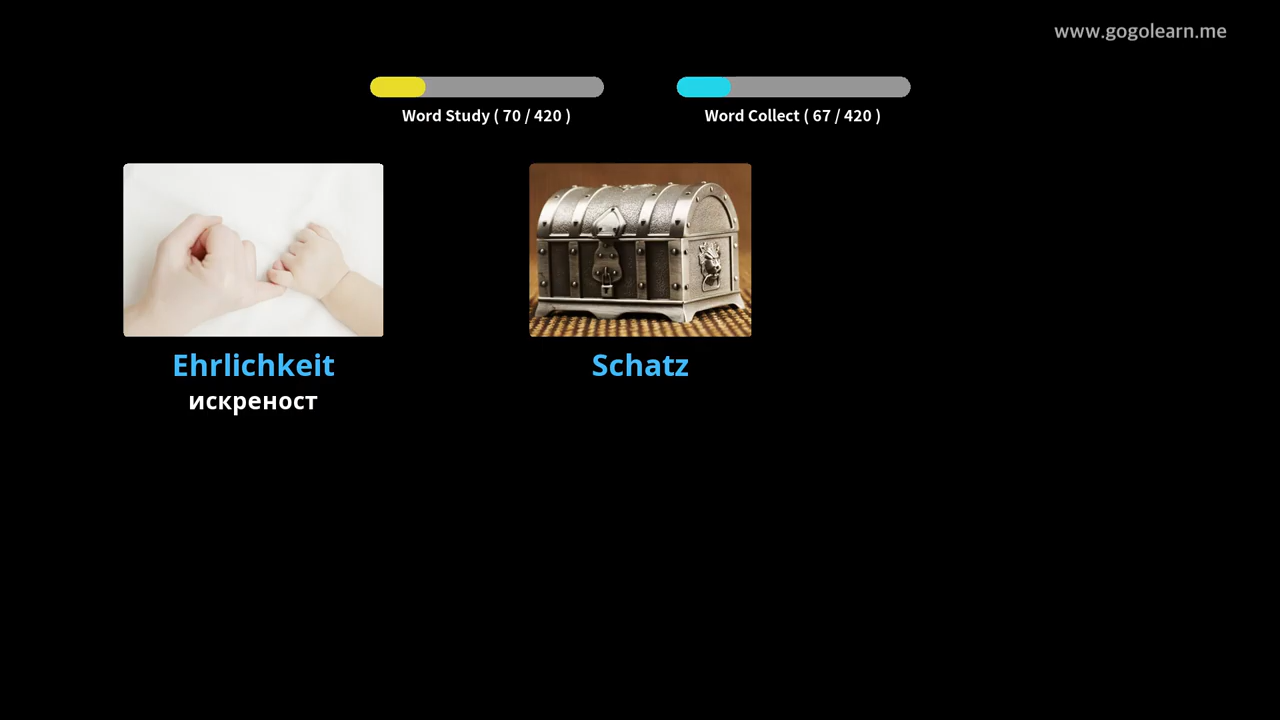 www.gogolearn.me
Word Study ( 70 / 420 )
Word Collect ( 67 / 420 )
Ehrlichkeit
искреност
Schatz